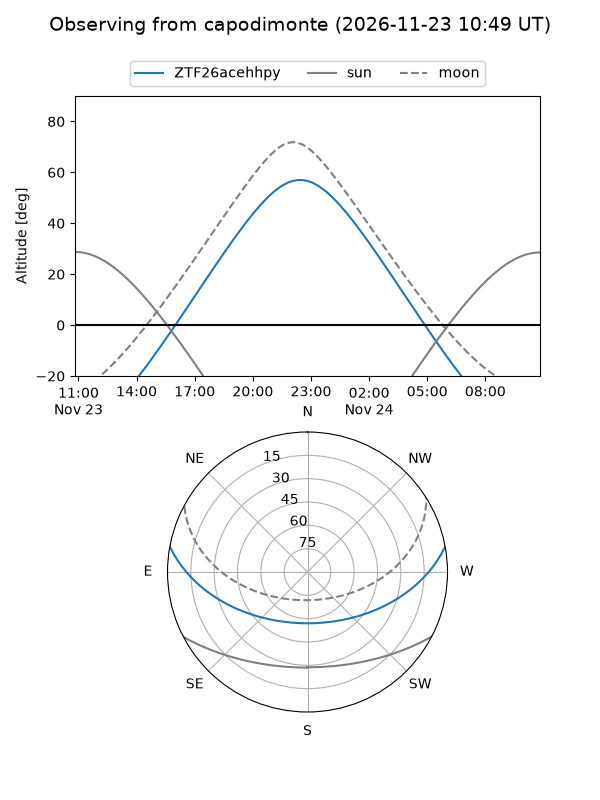 Observing from capodimonte (2026-11-23 10:49 UT)
ZTF26acehhpy sun moon
Altitude [deg]
80
60
40
20
0
−20
11:00 14:00 17:00 20:00 23:00 02:00 05:00 08:00
Nov 23 Nov 24
N
NE NW
15
30
45
60
75
E W
SE SW
S